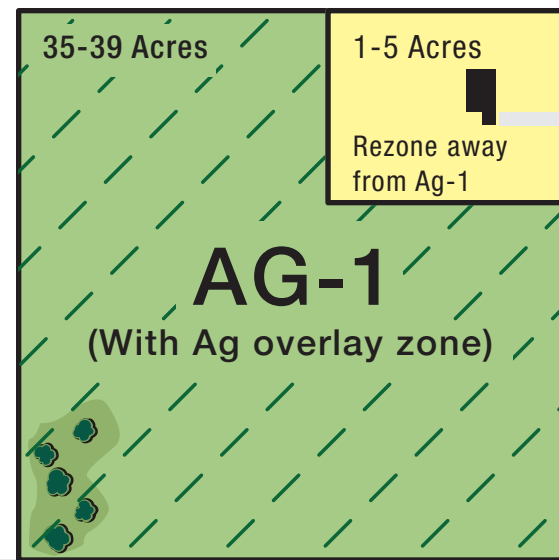 35-39 Acres
1-5 Acres
Rezone away
from Ag-1
AG-1
(With Ag overlay zone)